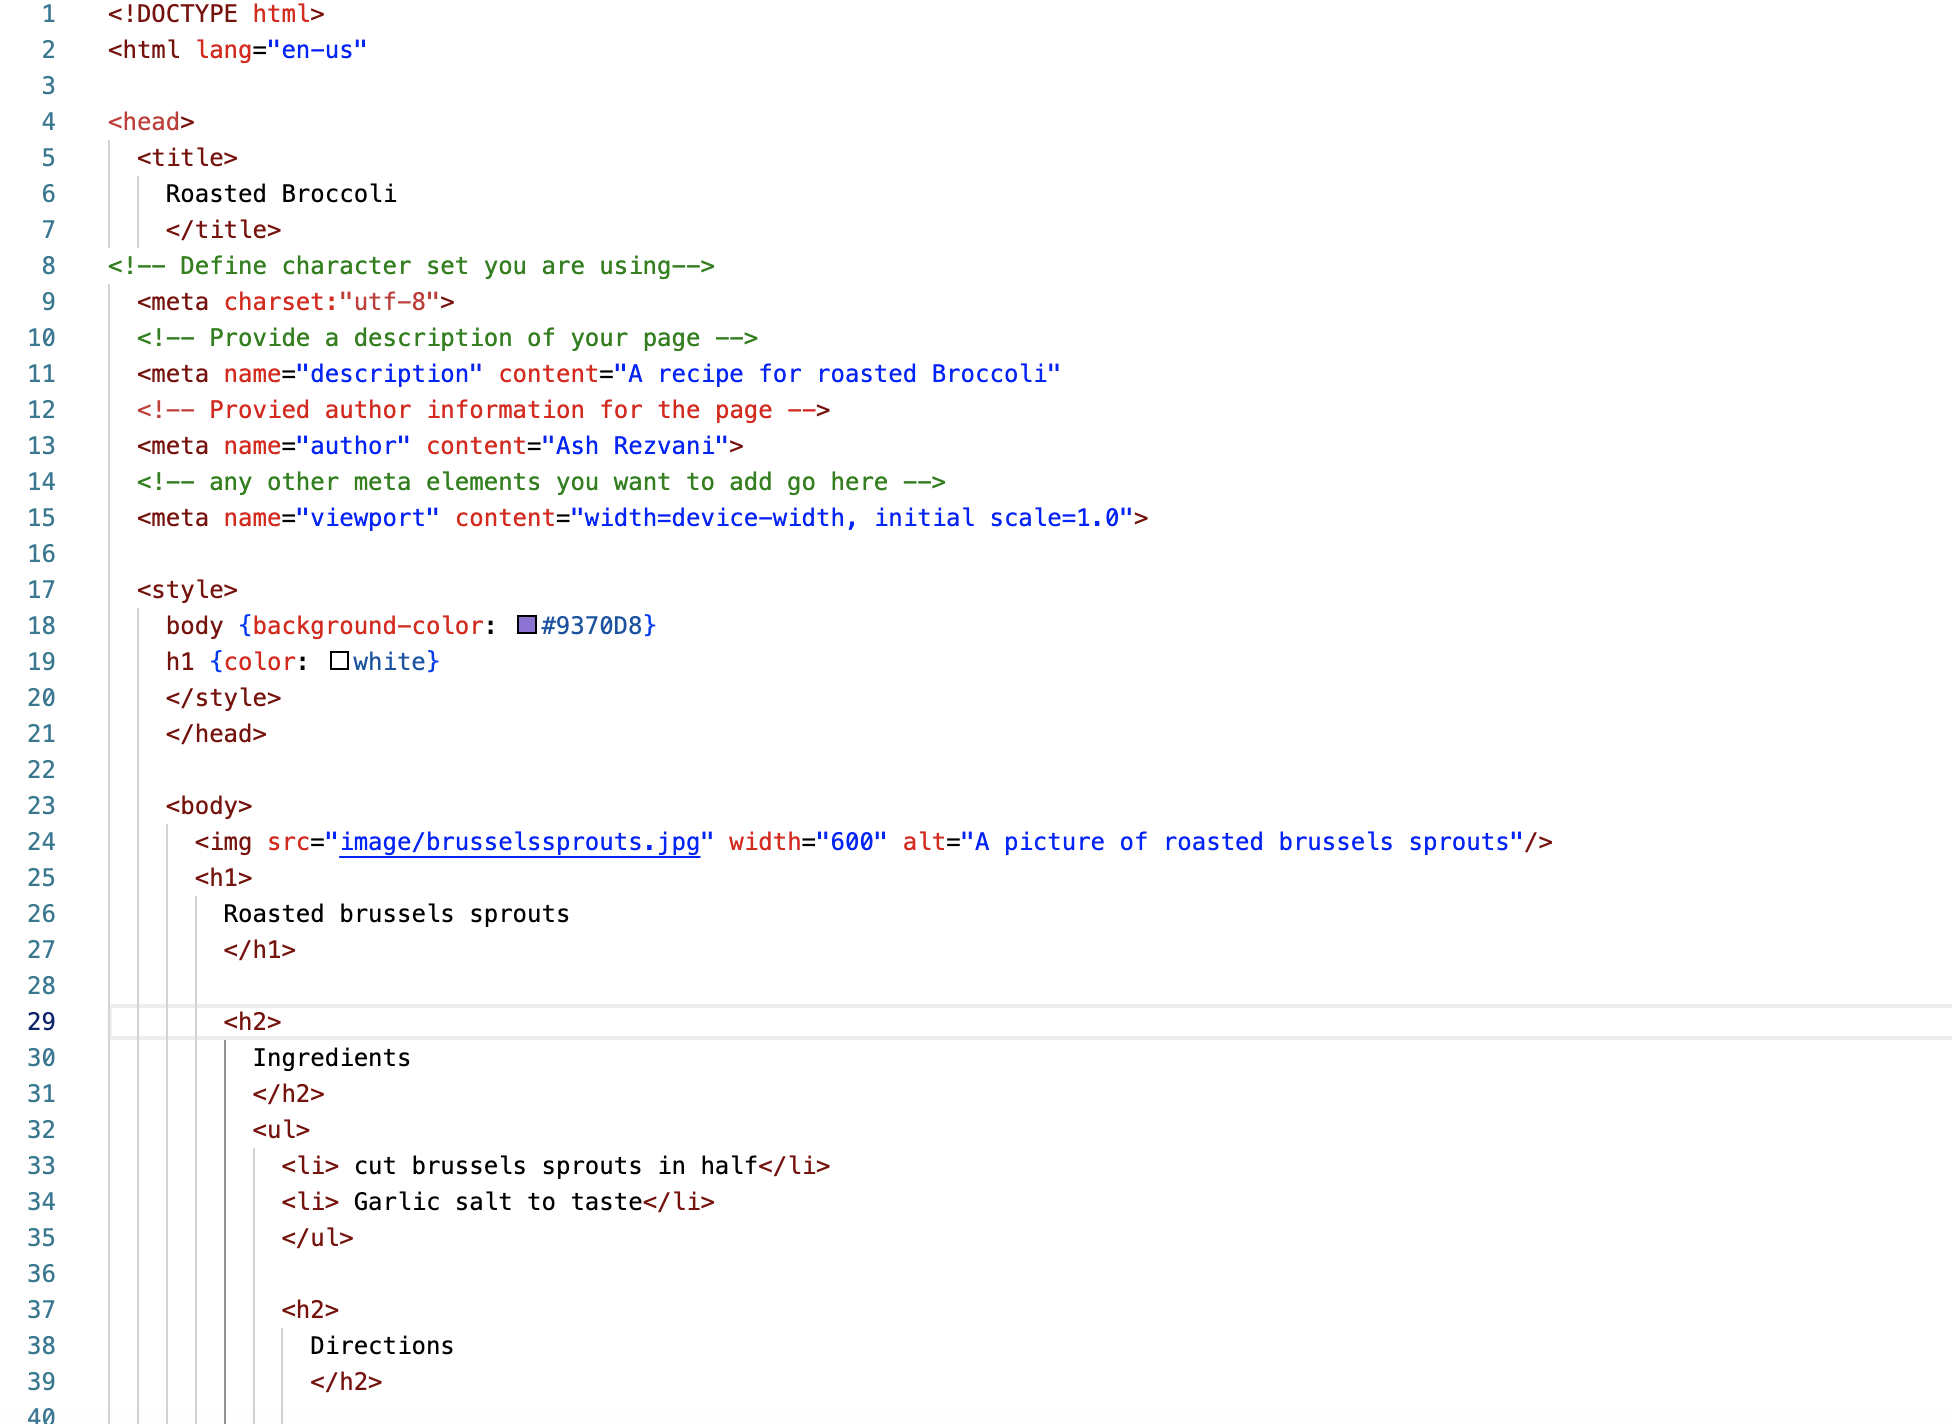 1 <!DOCTYPE html>
2 <html lang="en-us"
3
4 <head>
5 <title>
6 Roasted Broccoli
7 </title>
8 <!-- Define character set you are using-->
9 <meta charset:"utf-8">
10 <!-- Provide a description of your page -->
11 <meta name="description" content="A recipe for roasted Broccoli"
12 <!-- Provied author information for the page -->
13 <meta name="author" content="Ash Rezvani">
14 <!-- any other meta elements you want to add go here -->
15 <meta name="viewport" content="width=device-width, initial scale=1.0">
16
17 <style>
18 body {background-color: #9370D8}
19 h1 {color: white}
20 </style>
21 </head>
22
23 <body>
24 <img src="image/brusselssprouts.jpg" width="600" alt="A picture of roasted brussels sprouts"/>
25 <h1>
26 Roasted brussels sprouts
27 </h1>
28
29 <h2>
30 Ingredients
31 </h2>
32 <ul>
33 <li> cut brussels sprouts in half</li>
34 <li> Garlic salt to taste</li>
35 </ul>
36
37 <h2>
38 Directions
39 </h2>
40